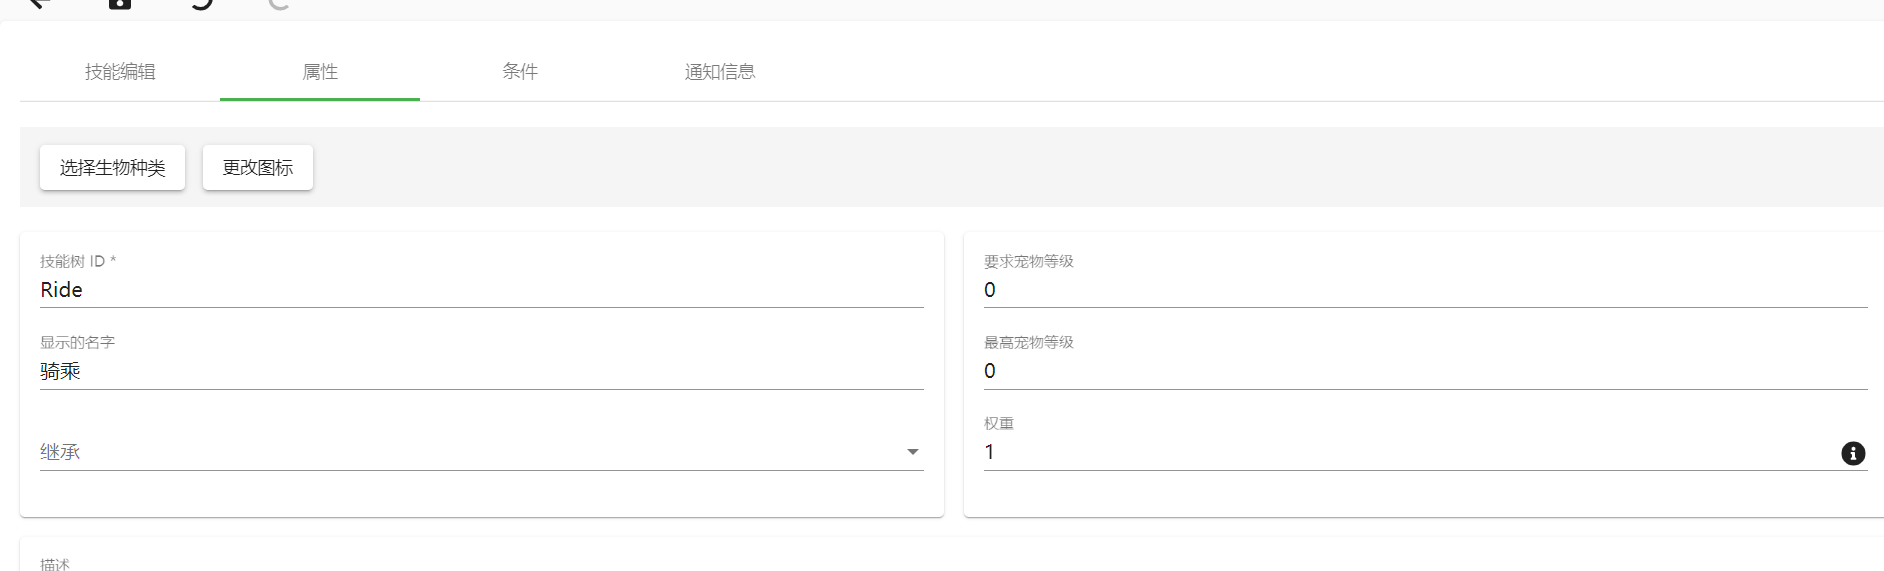 技能编辑 属性 条件 通知信息
选择生物种类 更改图标
技能树 ID *
Ride
显示的名字
骑乘
继承
要求宠物等级
0
最高宠物等级
0
权重
1
描述